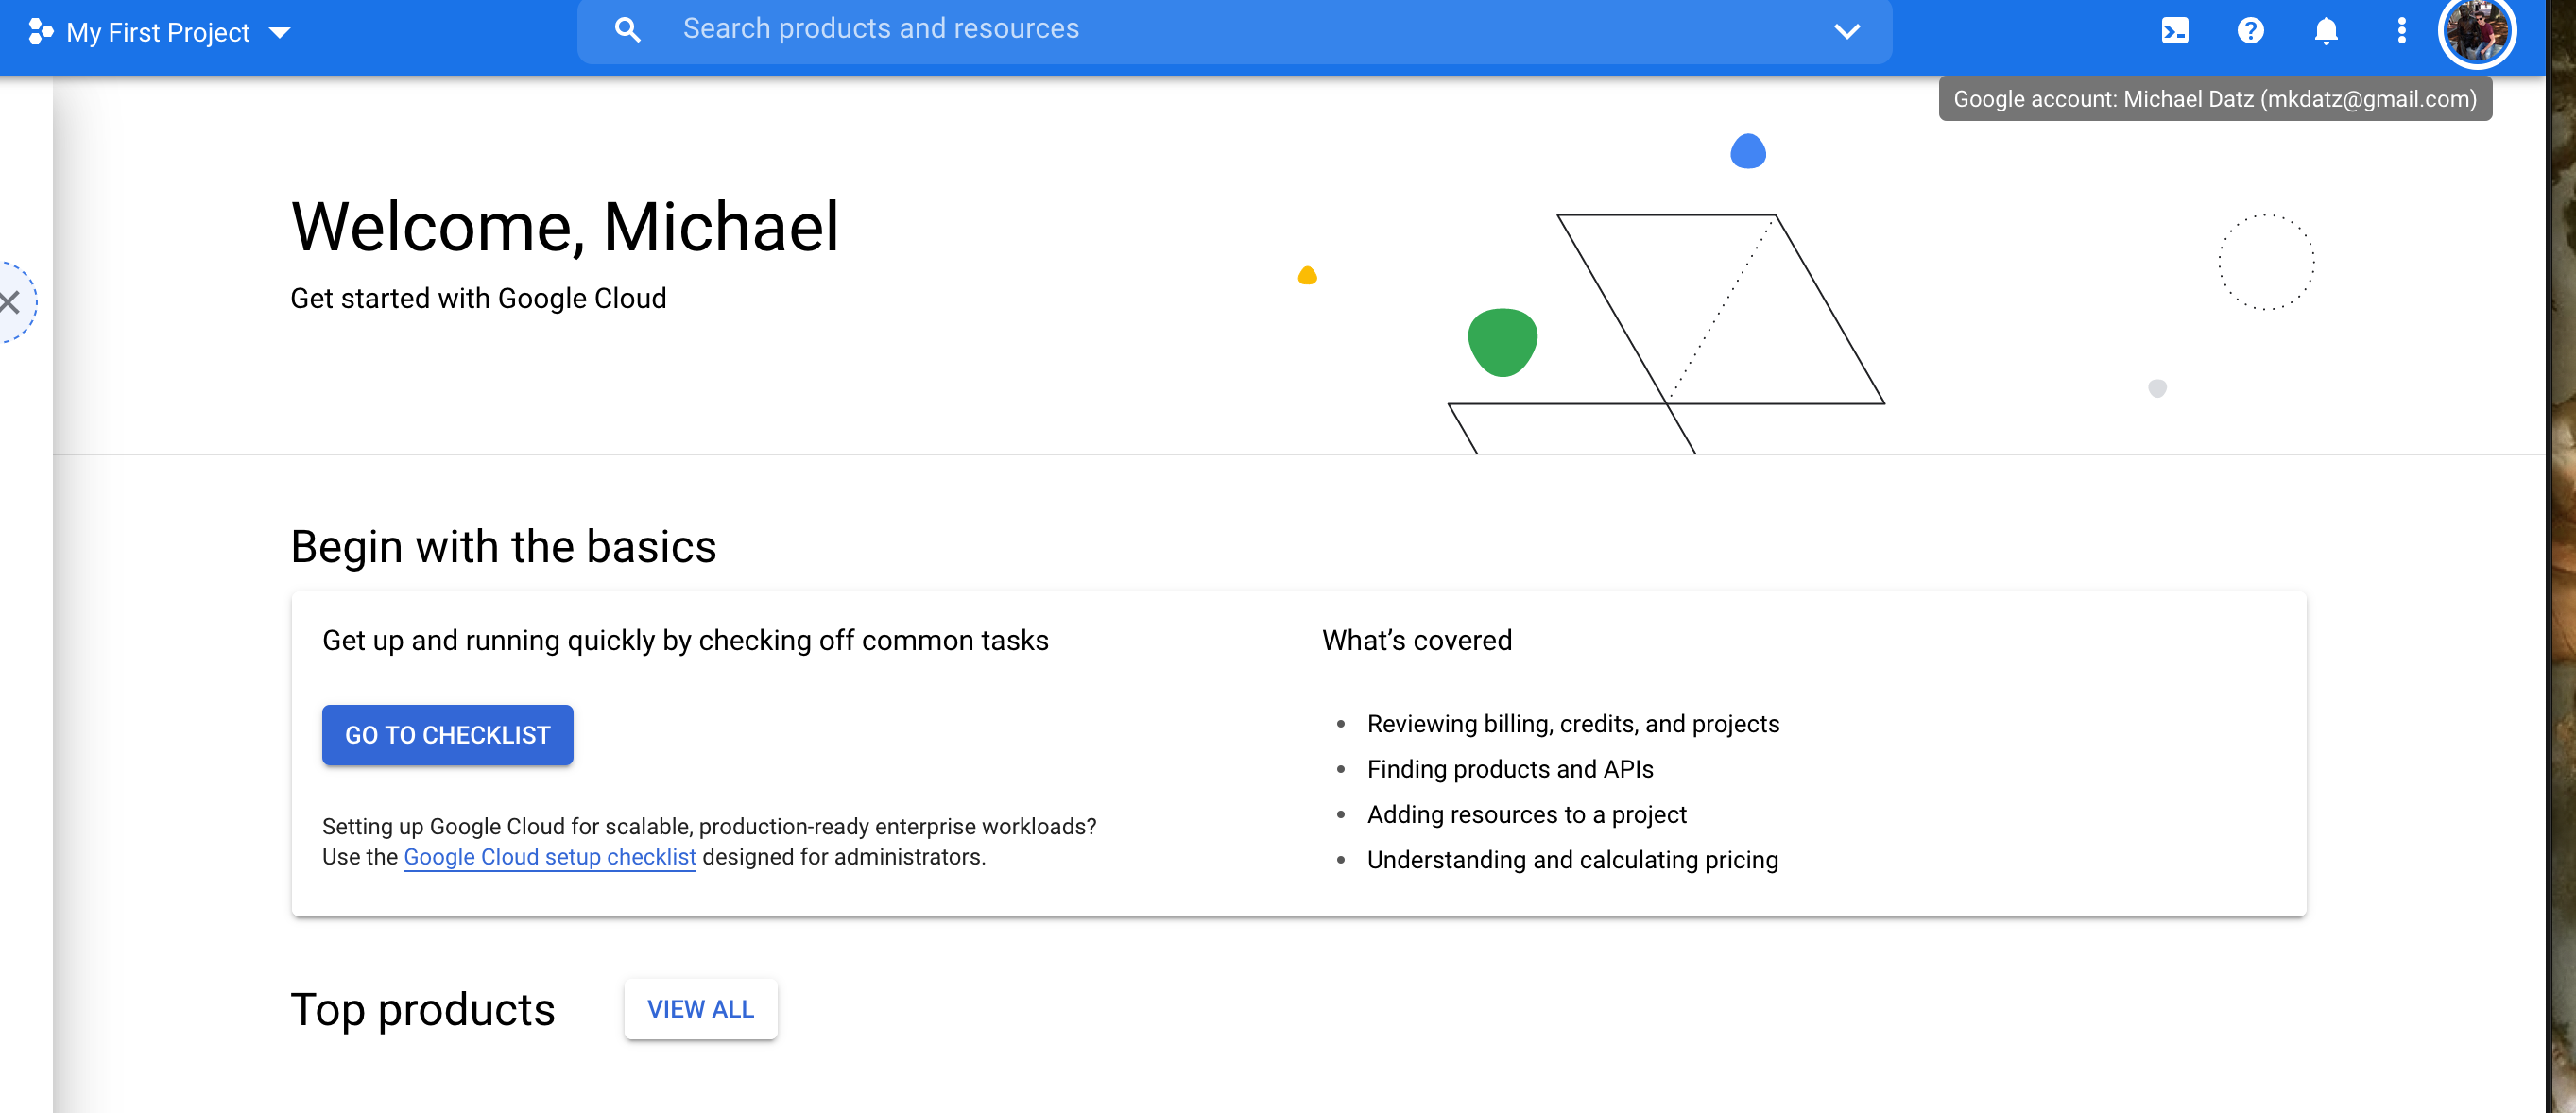 My First Project
Search products and resources
Google account: Michael Datz (mkdatz@gmail.com)
Welcome, Michael
Get started with Google Cloud
Begin with the basics
Get up and running quickly by checking off common tasks
GO TO CHECKLIST
Setting up Google Cloud for scalable, production-ready enterprise workloads?
Use the Google Cloud setup checklist designed for administrators.
What’s covered
• Reviewing billing, credits, and projects
• Finding products and APIs
• Adding resources to a project
• Understanding and calculating pricing
Top products
VIEW ALL